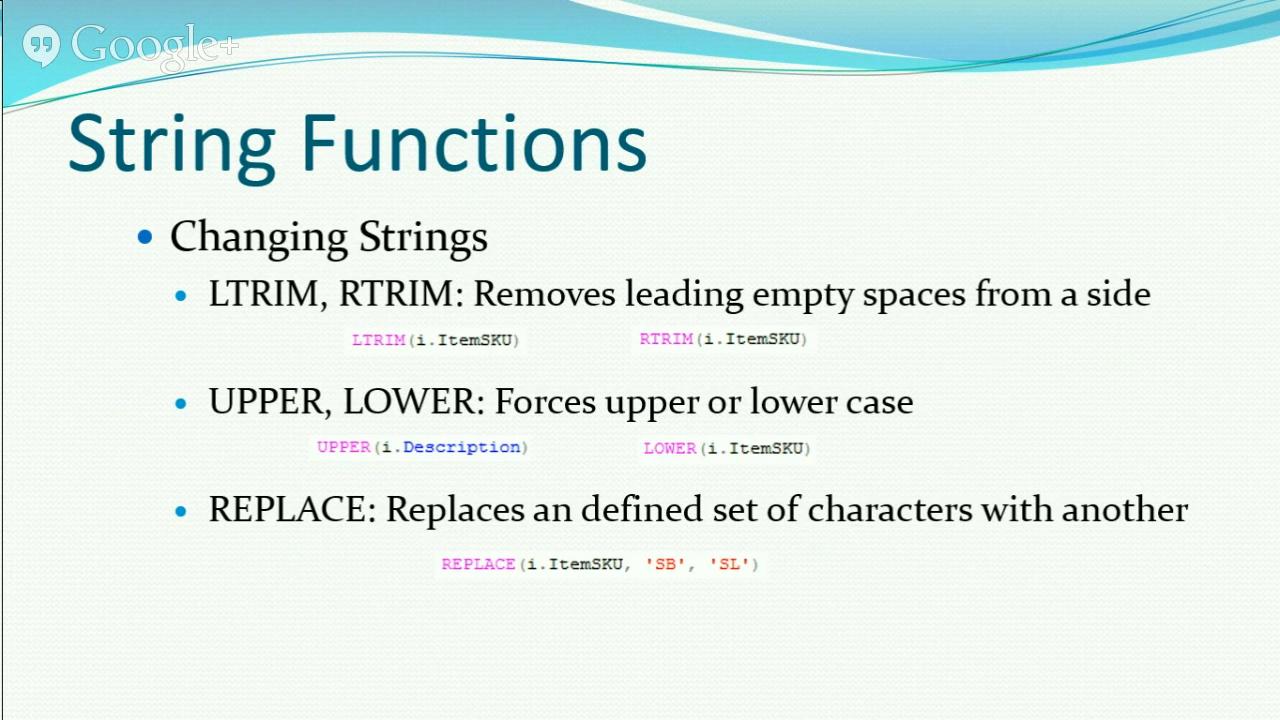 Google+
String Functions
Changing Strings
LTRIM, RTRIM: Removes leading empty spaces from a side
LTRIM(i.ItemSKU) RTRIM(i.ItemSKU)
UPPER, LOWER: Forces upper or lower case
UPPER(i.Description) LOWER(i.ItemSKU)
REPLACE: Replaces an defined set of characters with another
REPLACE(i.ItemSKU, 'SB', 'SL')